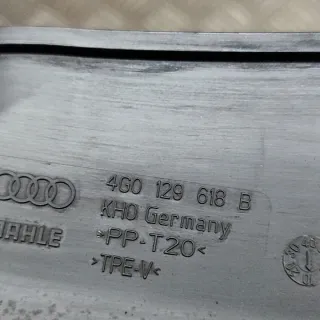 4G0 129 618 B
KHD Germany
MAHLE
>PP-T20<
>TPE-V<